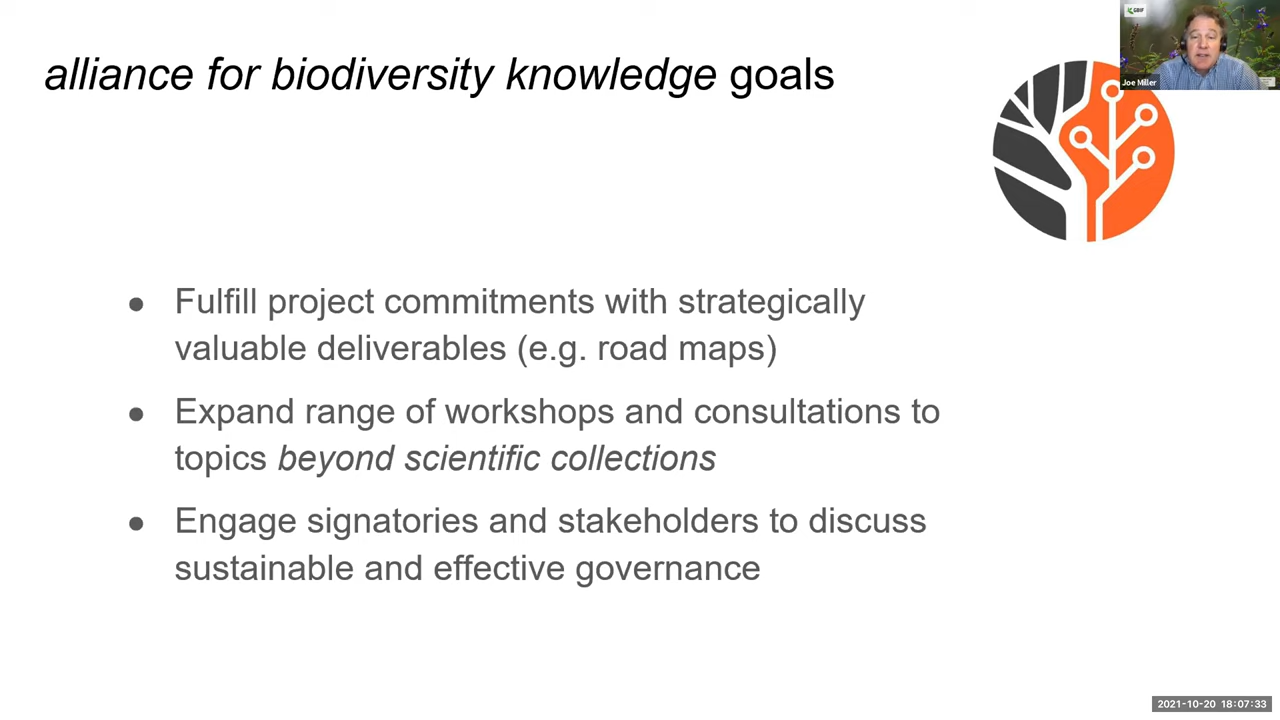 GBIF
Joe Miller
alliance for biodiversity knowledge goals
● Fulfill project commitments with strategically
valuable deliverables (e.g. road maps)
● Expand range of workshops and consultations to
topics beyond scientific collections
● Engage signatories and stakeholders to discuss
sustainable and effective governance
2021-10-20 18:07:33